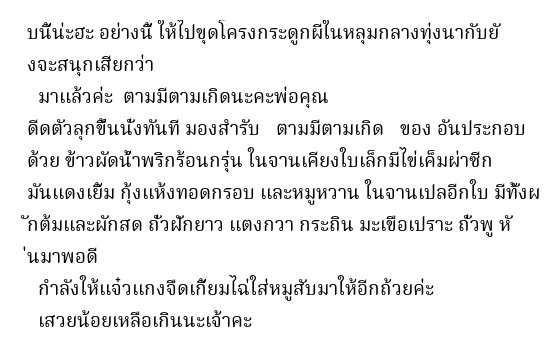 บนี้น่ะฮะ อย่างนี้ ให้ไปขุดโครงกระดูกผีในหลุมกลางทุ่งนากับยั
งจะสนุกเสียกว่า
มาแล้วค่ะ ตามมีตามเกิดนะคะพ่อคุณ
ดีดตัวลุกขึ้นนั่งทันที มองสำรับ ตามมีตามเกิด ของ อันประกอบ
ด้วย ข้าวผัดน้ำพริกร้อนกรุ่น ในจานเคียงใบเล็กมีไข่เค็มผ่าซีก
มันแดงเยิ้ม กุ้งแห้งทอดกรอบ และหมูหวาน ในจานเปลอีกใบ มีทั้งผ
ักต้มและผักสด ถั่วฝักยาว แตงกวา กระถิน มะเขือเปราะ ถั่วพู หั
่นมาพอดี
กำลังให้แจ๋วแกงจืดเกี้ยมไฉ่ใส่หมูสับมาให้อีกถ้วยค่ะ
เสวยน้อยเหลือเกินนะเจ้าคะ